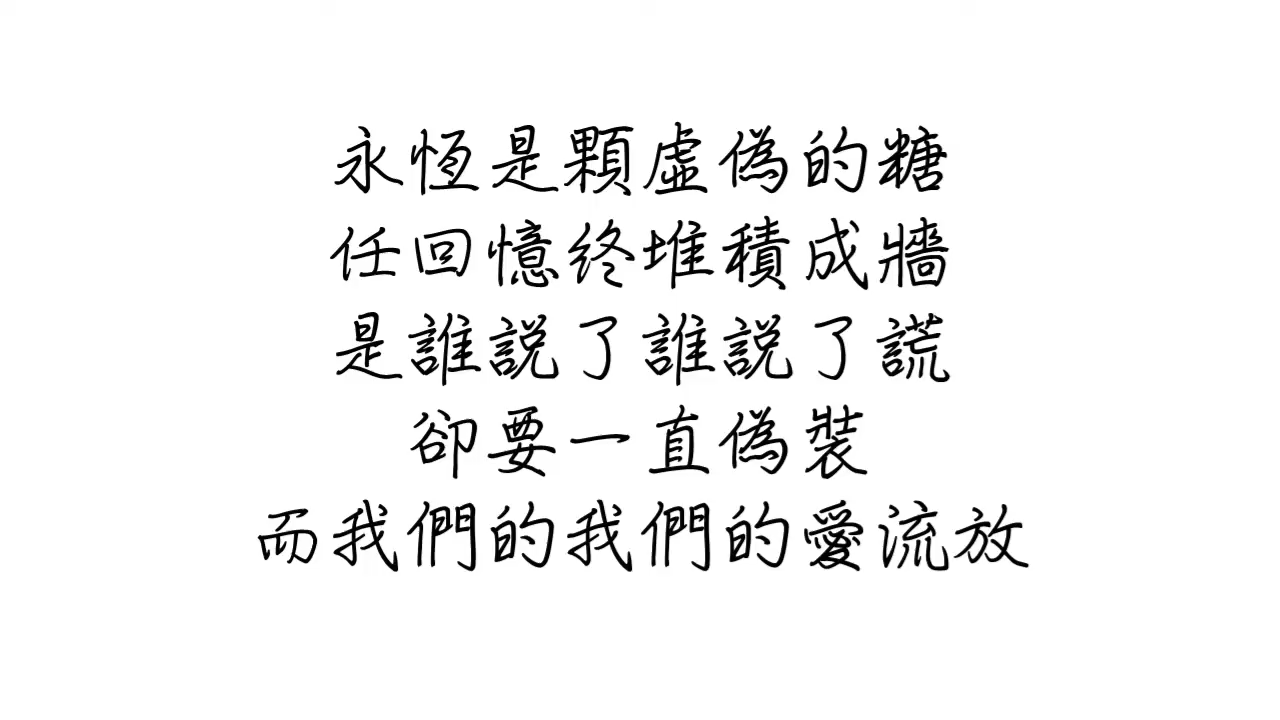 永恆是顆虛偽的糖
任回憶終堆積成牆
是誰說了誰說了謊
卻要一直偽裝
而我們的我們的愛流放